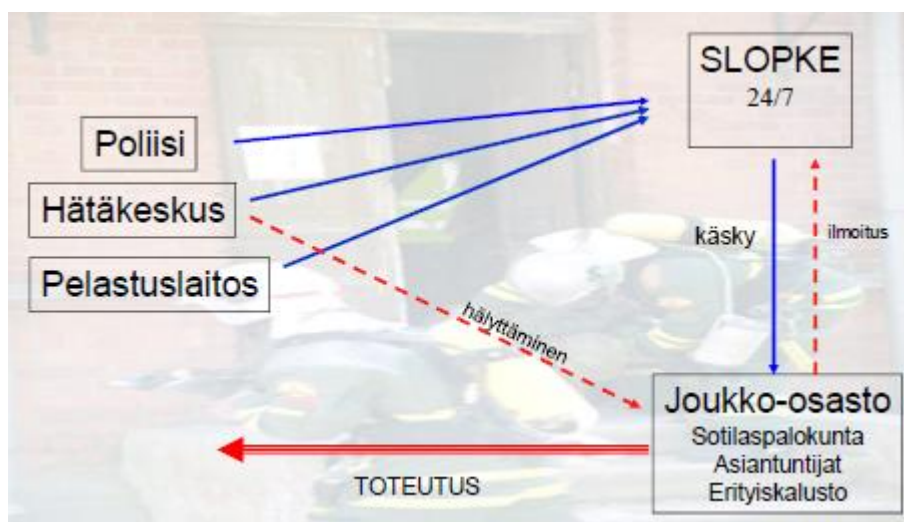 SLOPKE
24/7
Poliisi
Hätäkeskus
Pelastuslaitos
käsky
ilmoitus
hälyttäminen
Joukko-osasto
Sotilaspalokunta
Asiantuntijat
Erityiskalusto
TOTEUTUS